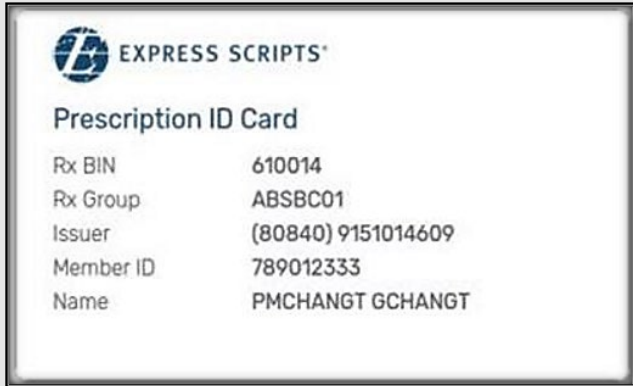 EXPRESS SCRIPTS®
Prescription ID Card
Rx BIN 610014
Rx Group ABSBC01
Issuer (80840) 9151014609
Member ID 789012333
Name PMCHANGT GCHANGT